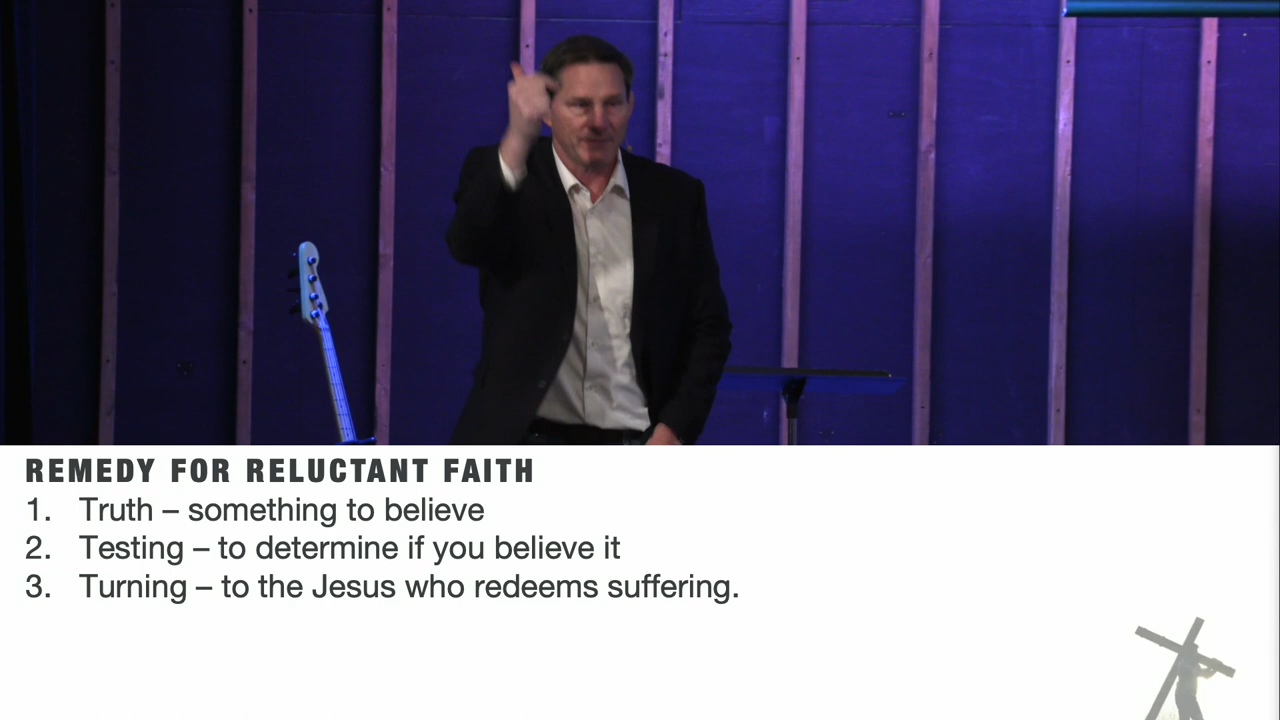 REMEDY FOR RELUCTANT FAITH
1. Truth – something to believe
2. Testing – to determine if you believe it
3. Turning – to the Jesus who redeems suffering.